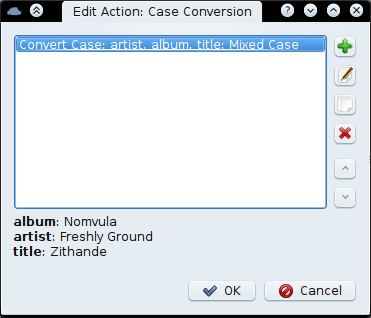 Edit Action: Case Conversion
Convert Case: artist, album, title: Mixed Case
album: Nomvula
artist: Freshly Ground
title: Zithande
OK
Cancel